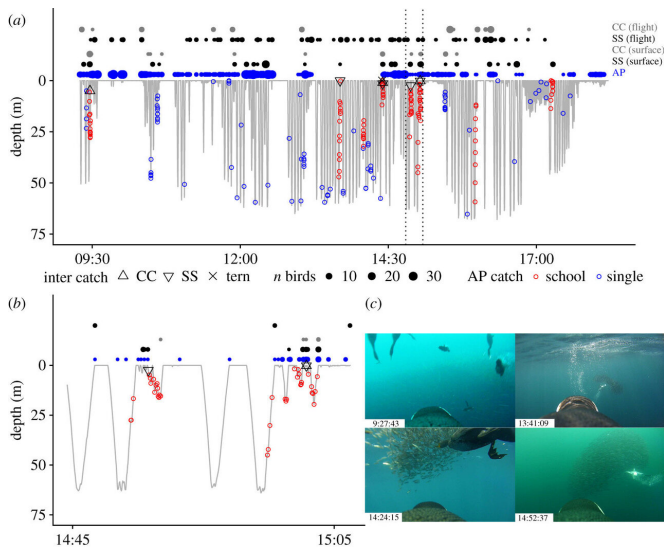 (a)
CC (flight)
SS (flight)
CC (surface)
SS (surface)
AP
0
25
50
75
depth (m)
09:30 12:00 14:30 17:00
inter catch CC SS tern n birds 10 20 30 AP catch school single
(b)
0
25
50
75
depth (m)
14:45 15:05
(c)
9:27:43
13:41:09
14:24:15
14:52:37